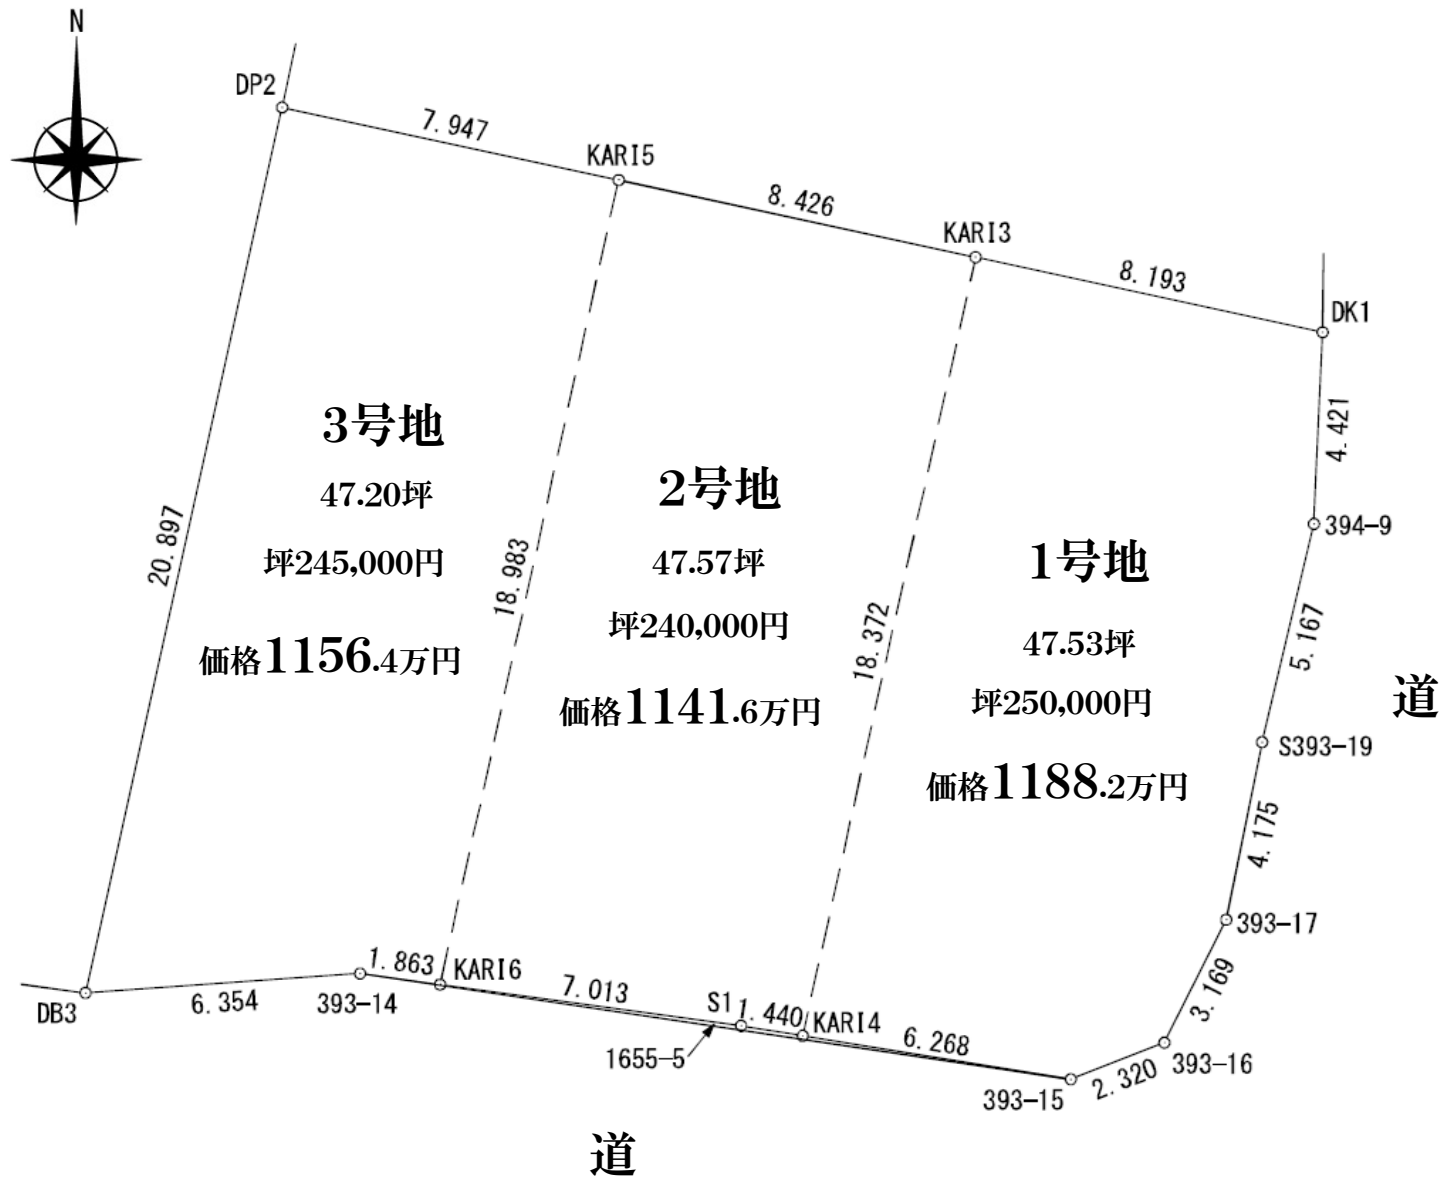 N
DP2
7.947
KARI5
8.426
KARI3
8.193
DK1
4.421
394-9
5.167
S393-19
4.175
393-17
3.169
393-16
2.320
393-15
6.268
KARI4
1.440
S1
7.013
1655-5
KARI6
1.863
393-14
6.354
DB3
20.897
18.983
18.372
3号地
47.20坪
坪245,000円
価格1156.4万円
2号地
47.57坪
坪240,000円
価格1141.6万円
1号地
47.53坪
坪250,000円
価格1188.2万円
道
道